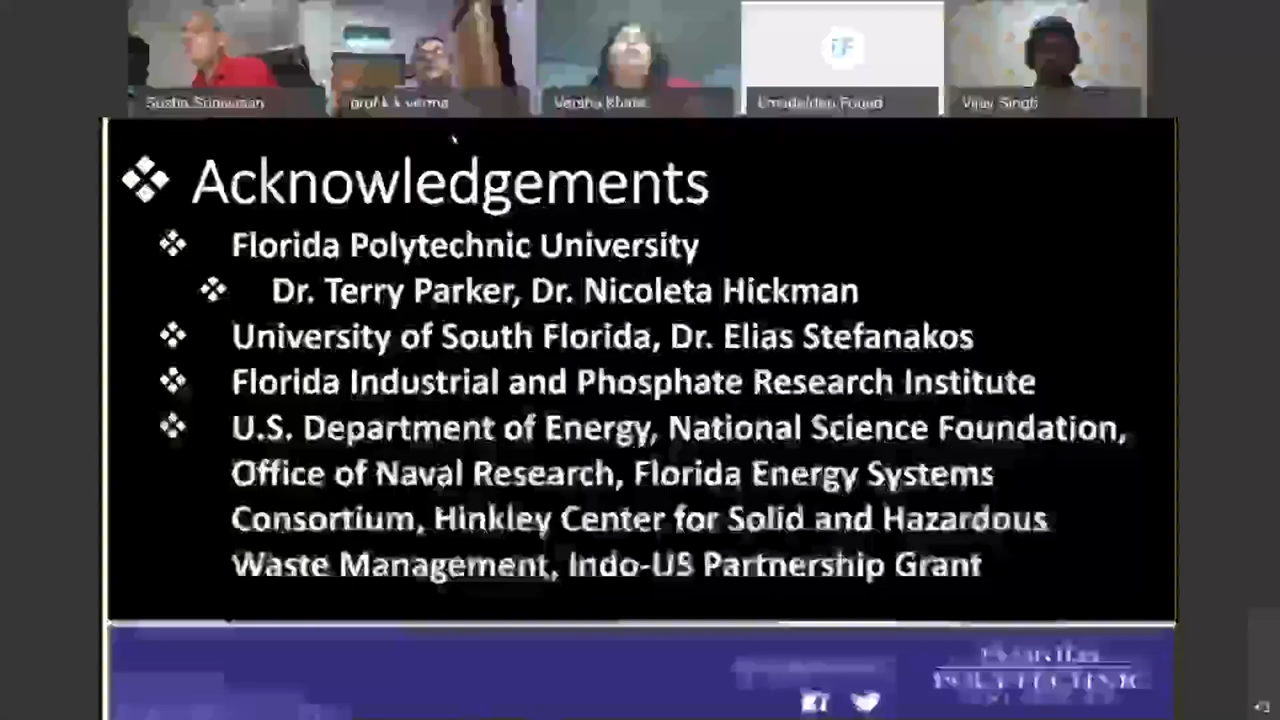 Vijay Singh
Acknowledgements
Florida Polytechnic University
Dr. Terry Parker, Dr. Nicoleta Hickman
University of South Florida, Dr. Elias Stefanakos
Florida Industrial and Phosphate Research Institute
U.S. Department of Energy, National Science Foundation,
Office of Naval Research, Florida Energy Systems
Consortium, Hinkley Center for Solid and Hazardous
Waste Management, Indo-US Partnership Grant
POLYTECHNIC